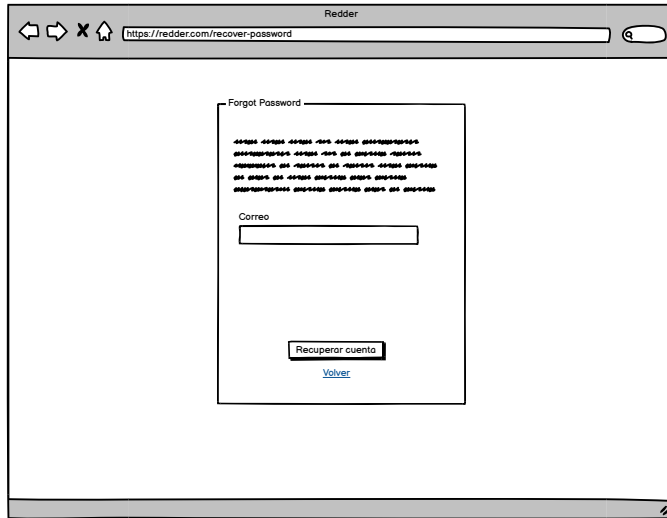 Redder
https://redder.com/recover-password
Forgot Password
Correo
Recuperar cuenta
Volver